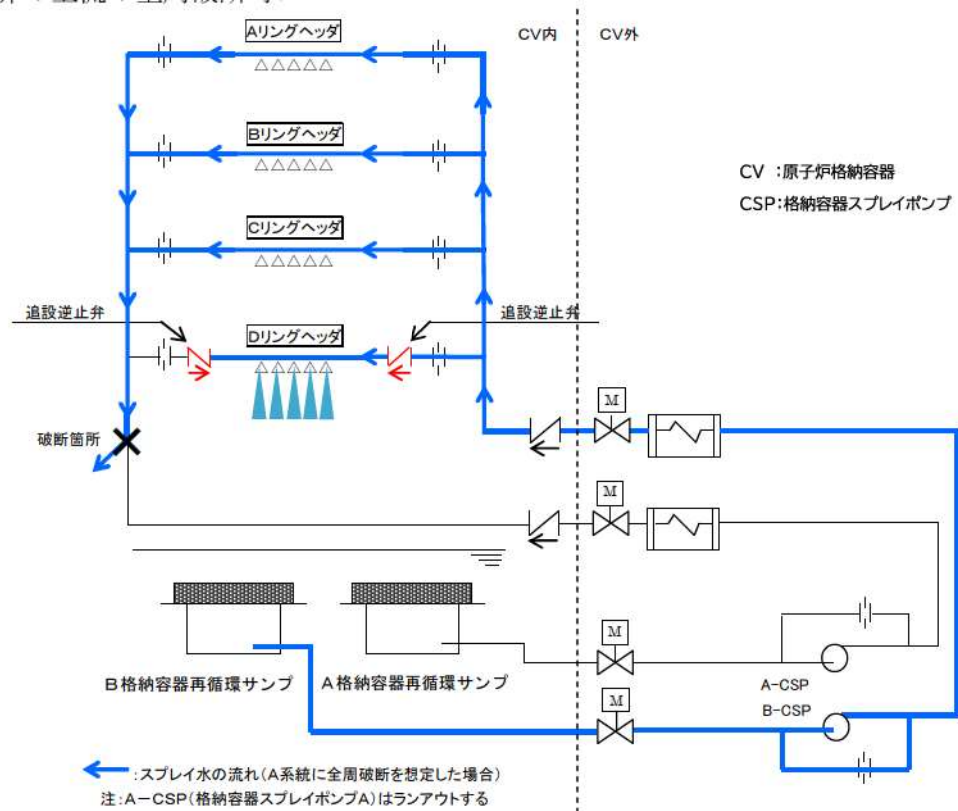 Aリングヘッダ
CV内
CV外
Bリングヘッダ
CV :原子炉格納容器
CSP:格納容器スプレイポンプ
Cリングヘッダ
追設逆止弁
Dリングヘッダ
追設逆止弁
M
破断箇所
M
M
B格納容器再循環サンプ
A格納容器再循環サンプ
A-CSP
B-CSP
M
:スプレイ水の流れ(A系統に全周破断を想定した場合)
注:A-CSP(格納容器スプレイポンプA)はランアウトする